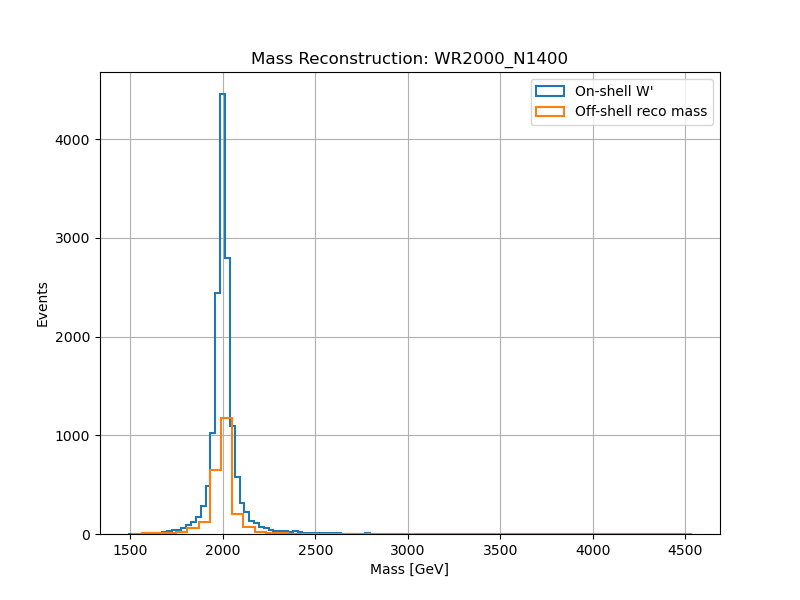 Mass Reconstruction: WR2000_N1400
On-shell W'
Off-shell reco mass
4000
3000
2000
1000
0
Events
1500 2000 2500 3000 3500 4000 4500
Mass [GeV]